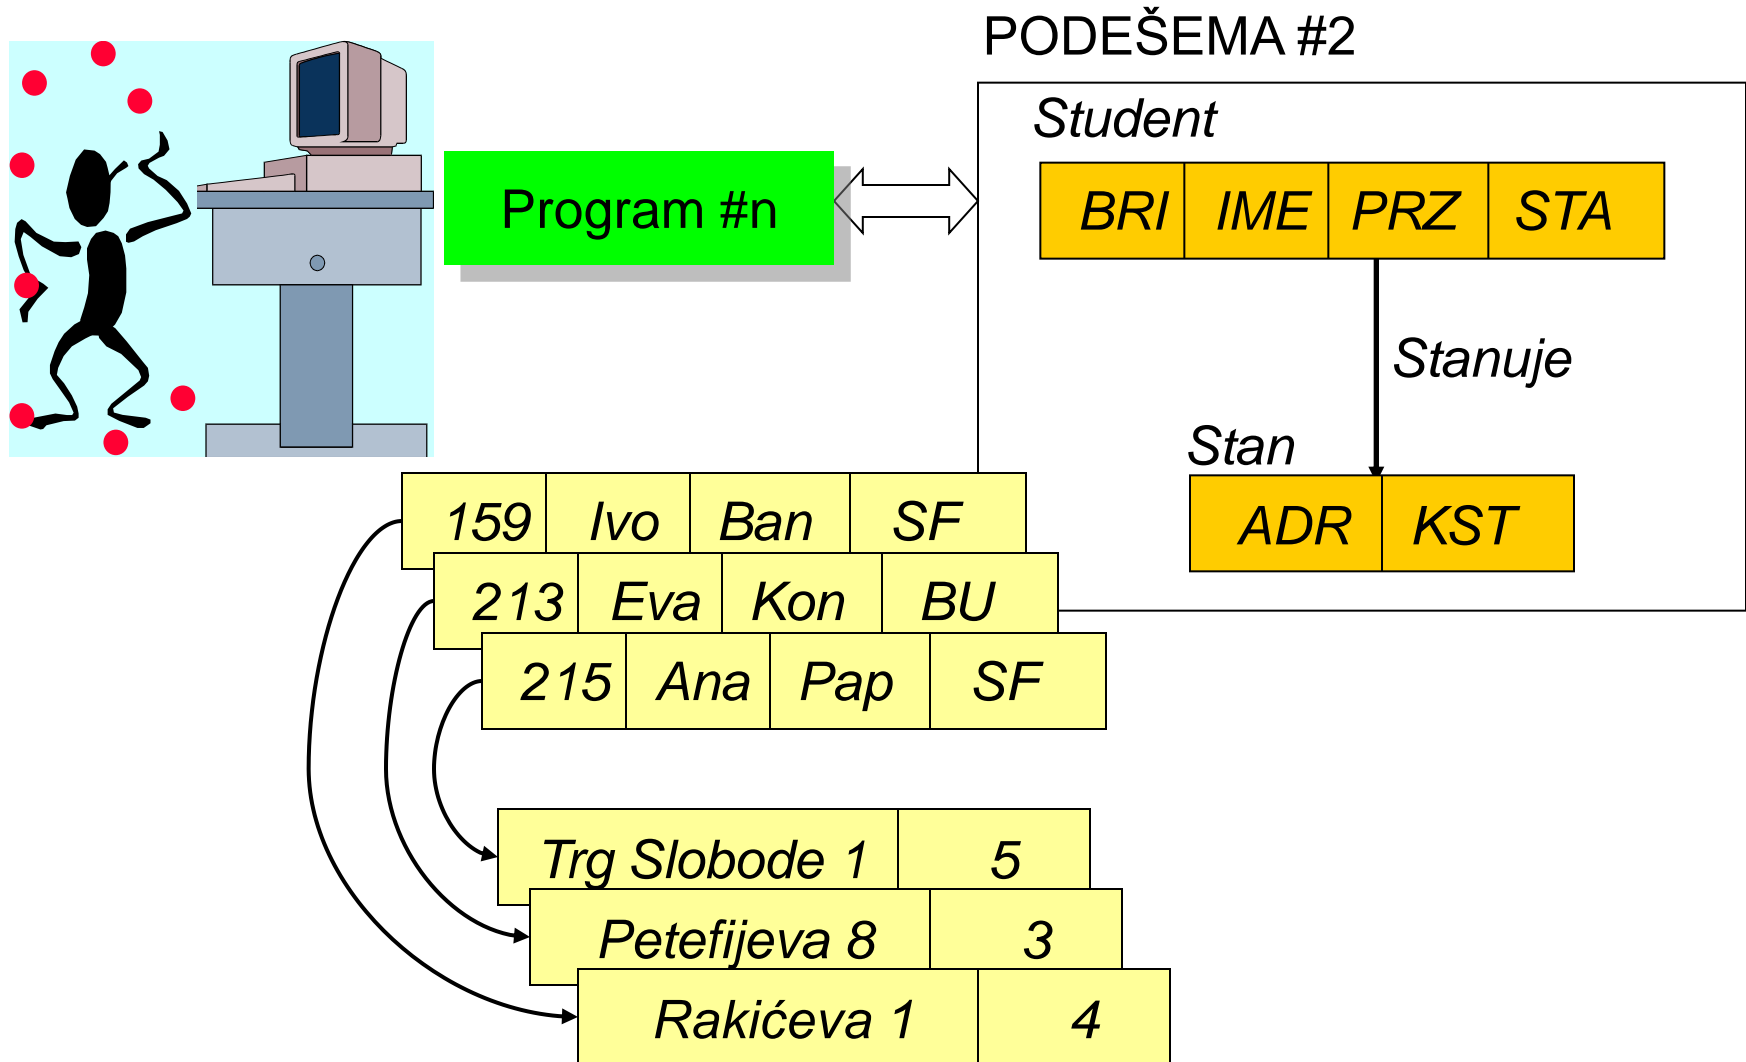 PODEŠEMA #2
Student
Program #n
BRI IME PRZ STA
Stanuje
Stan
ADR KST
159 Ivo Ban SF
213 Eva Kon BU
215 Ana Pap SF
Trg Slobode 1 5
Petefijeva 8 3
Rakićeva 1 4